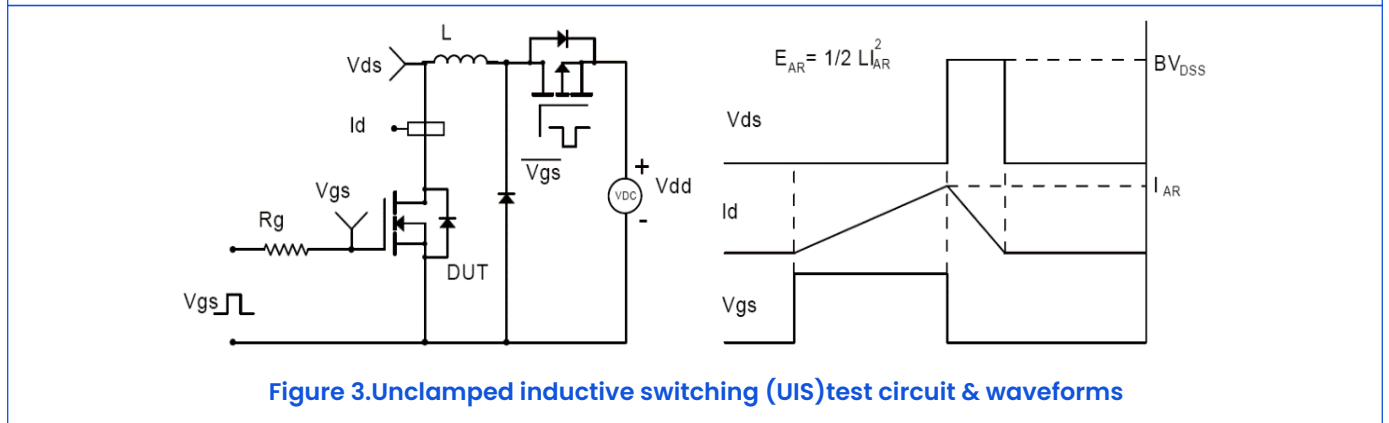 L
Vds
Id
Vgs
Rg
DUT
Vgs
Vgs
+
VDC
Vdd
-
E_AR = 1/2 LI_AR^2
BV_DSS
Vds
I_AR
Id
Vgs
Figure 3.Unclamped inductive switching (UIS)test circuit & waveforms